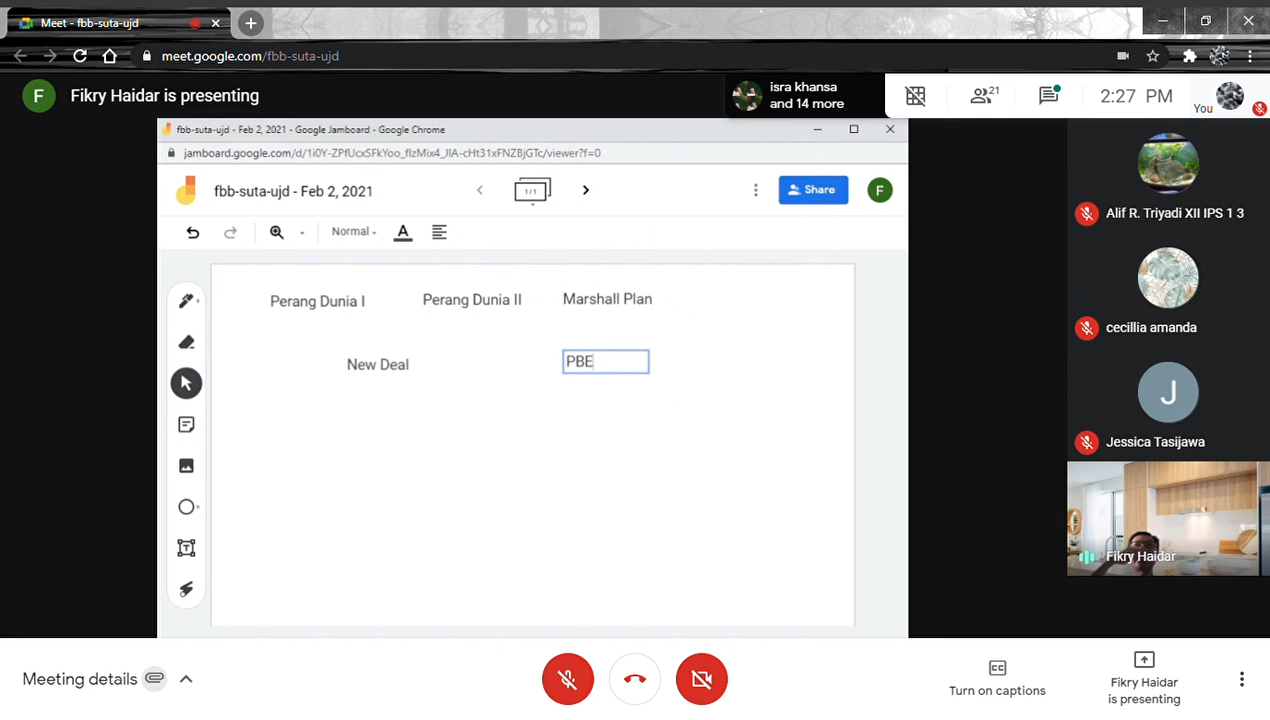 Meet - fbb-suta-ujd
meet.google.com/fbb-suta-ujd
F
Fikry Haidar is presenting
isra khansa
and 14 more
21
2:27 PM
You
fbb-suta-ujd - Feb 2, 2021 - Google Jamboard - Google Chrome
jamboard.google.com/d/1i0Y-ZPfUcxSFkYoo_flzMix4_JIA-cHt31xFNZBjGTc/viewer?f=0
fbb-suta-ujd - Feb 2, 2021
1/1
Share
F
Normal
A
Perang Dunia I
Perang Dunia II
Marshall Plan
New Deal
PBE
T
Alif R. Triyadi XII IPS 1 3
cecillia amanda
J
Jessica Tasijawa
Fikry Haidar
Meeting details
CC
Turn on captions
Fikry Haidar
is presenting